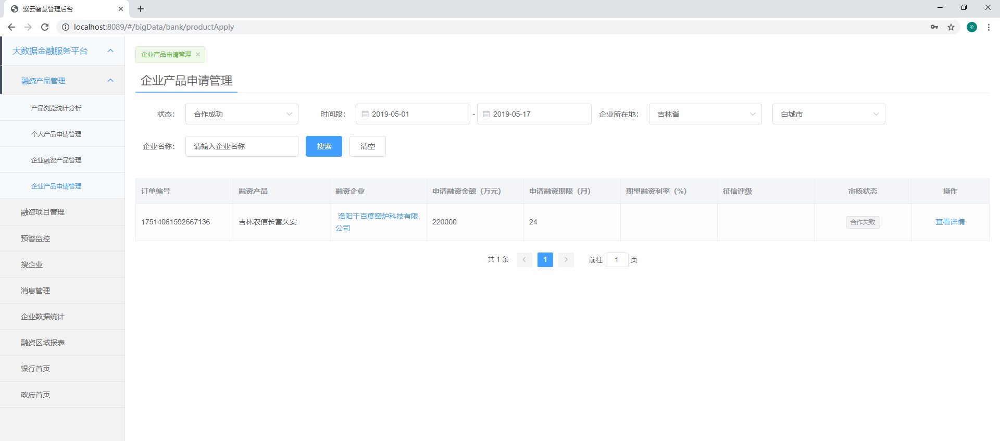 紫云智慧管理后台
localhost:8089/#/bigData/bank/productApply
阶
大数据金融服务平台
融资产品管理
产品浏览统计分析
个人产品申请管理
企业融资产品管理
企业产品申请管理
融资项目管理
预警监控
搜企业
消息管理
企业数据统计
融资区域报表
银行首页
政府首页
企业产品申请管理
企业产品申请管理
状态： 合作成功 时间段： 2019-05-01 - 2019-05-17 企业所在地： 吉林省 白城市
企业名称： 请输入企业名称 搜索 清空
订单编号 融资产品 融资企业 申请融资金额（万元） 申请融资期限（月） 期望融资利率（%） 征信评级 审核状态 操作
17514061592667136 吉林农信长富久安 洛阳千百度窑炉科技有限公司 220000 24 合作失败 查看详情
共 1 条 1 前往 1 页